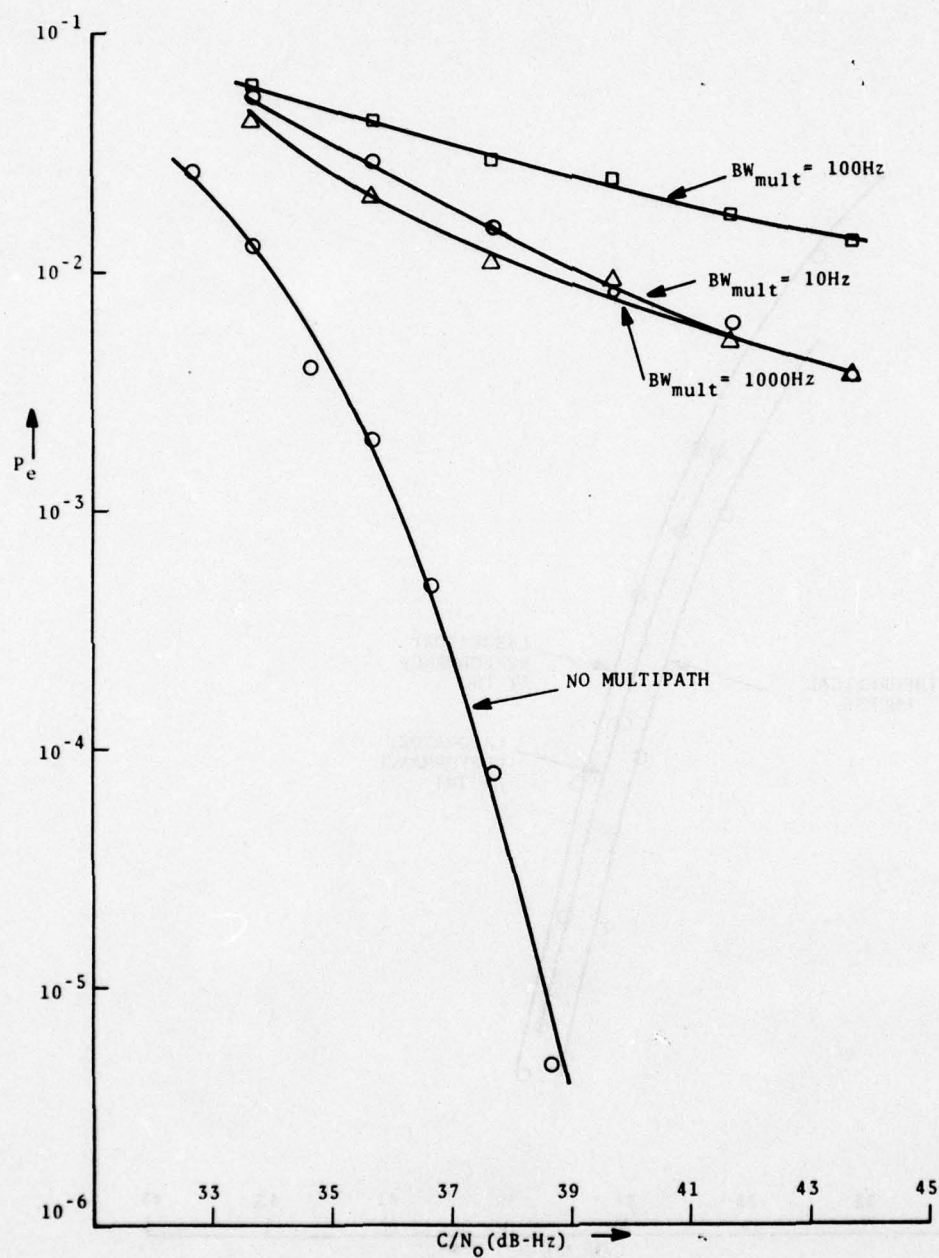 10^-1
BW_mult = 100Hz
10^-2
BW_mult = 10Hz
BW_mult = 1000Hz
P_e
10^-3
NO MULTIPATH
10^-4
10^-5
10^-6
33 35 37 39 41 43 45
C/N_o (dB-Hz)